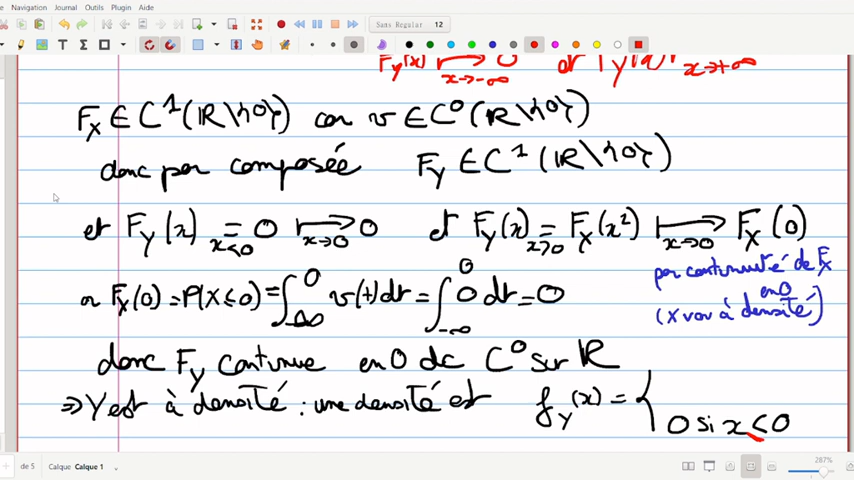 Navigation Journal Outils Plugin Aide
Sans Regular 12
F_Y(x) ⟼ 0 et F_Y(x)
x→-∞ x→+∞
F_X ∈ C¹(ℝ\{0}) car v ∈ C⁰(ℝ\{0})
donc par composée F_Y ∈ C¹(ℝ\{0})
et F_Y(x) = 0 ⟼ 0 et F_Y(x) = F_X(x²) ⟼ F_X(0)
x<0 x→0 x>0 x→0
par continuité de F_X
en 0
(X var à densité)
or F_X(0) = P(X ≤ 0) = ∫_{-∞}^{0} v(t)dt = ∫_{-∞}^{0} 0 dt = 0
donc F_Y continue en 0 dc C⁰ sur ℝ
⇒ Y est à densité : une densité est f_Y(x) = {
0 si x < 0
de 5 Calque Calque 1 287%